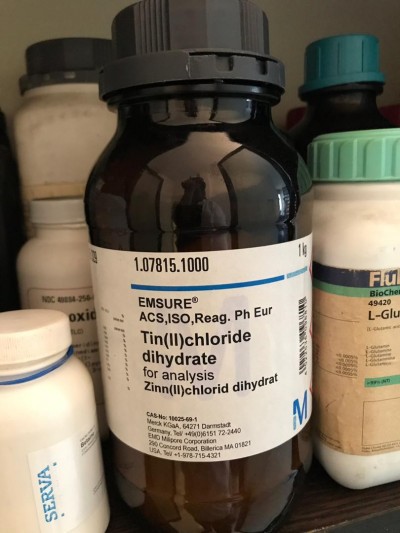 1.07815.1000
1 kg
EMSURE®
ACS,ISO,Reag. Ph Eur
Tin(II)chloride
dihydrate
for analysis
Zinn(II)chlorid dihydrat
CAS-No: 10025-69-1
Merck KGaA, 64271 Darmstadt
Germany, Tel/ +49(0)6151 72-2440
EMD Millipore Corporation
290 Concord Road, Billerica MA 01821
USA, Tel/ +1-978-715-4321
M
SERVA
oxid
Flu
BioChe
49420
L-Glu